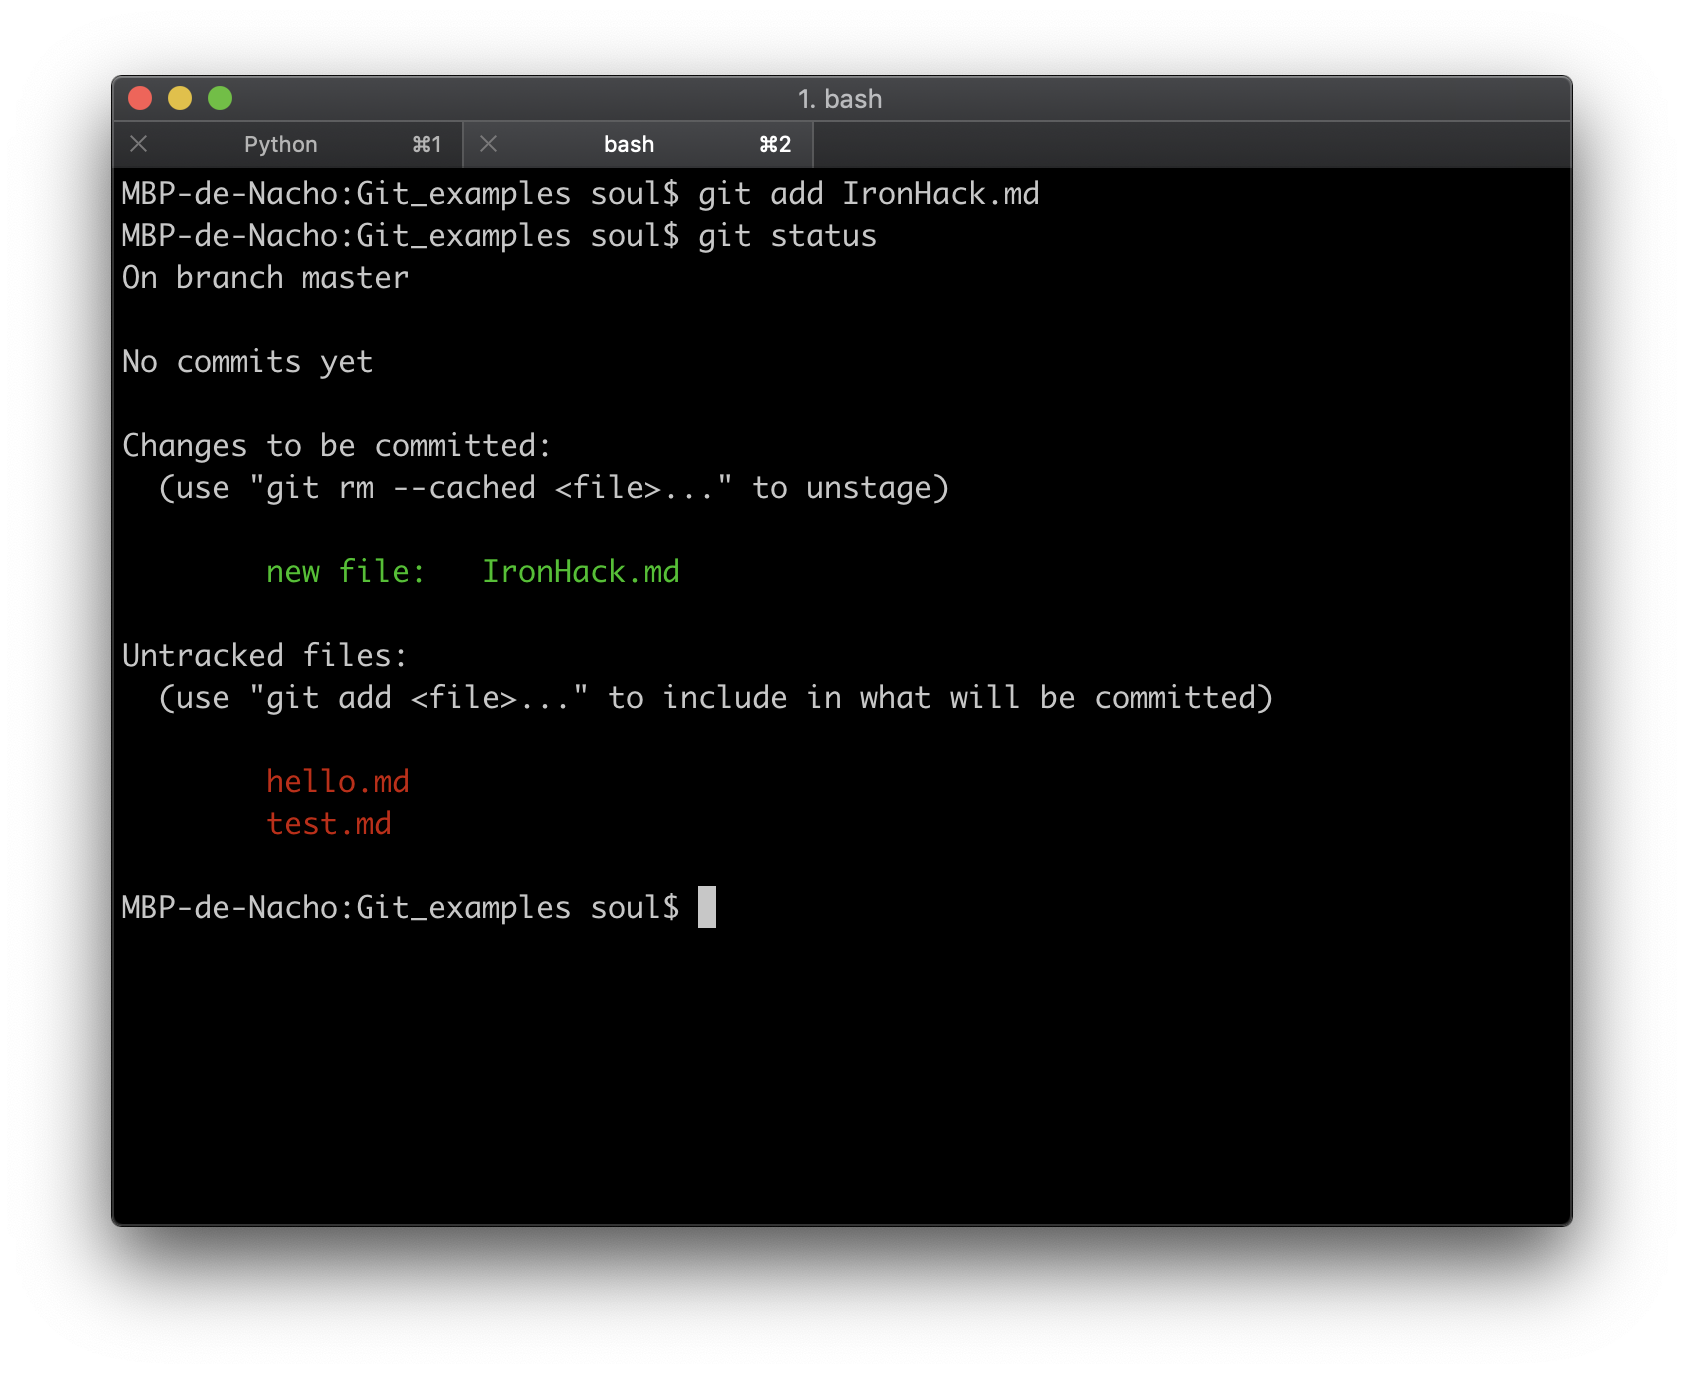 1. bash
Python ⌘1 bash ⌘2
MBP-de-Nacho:Git_examples soul$ git add IronHack.md
MBP-de-Nacho:Git_examples soul$ git status
On branch master
No commits yet
Changes to be committed:
  (use "git rm --cached <file>..." to unstage)
        new file:   IronHack.md
Untracked files:
  (use "git add <file>..." to include in what will be committed)
        hello.md
        test.md
MBP-de-Nacho:Git_examples soul$